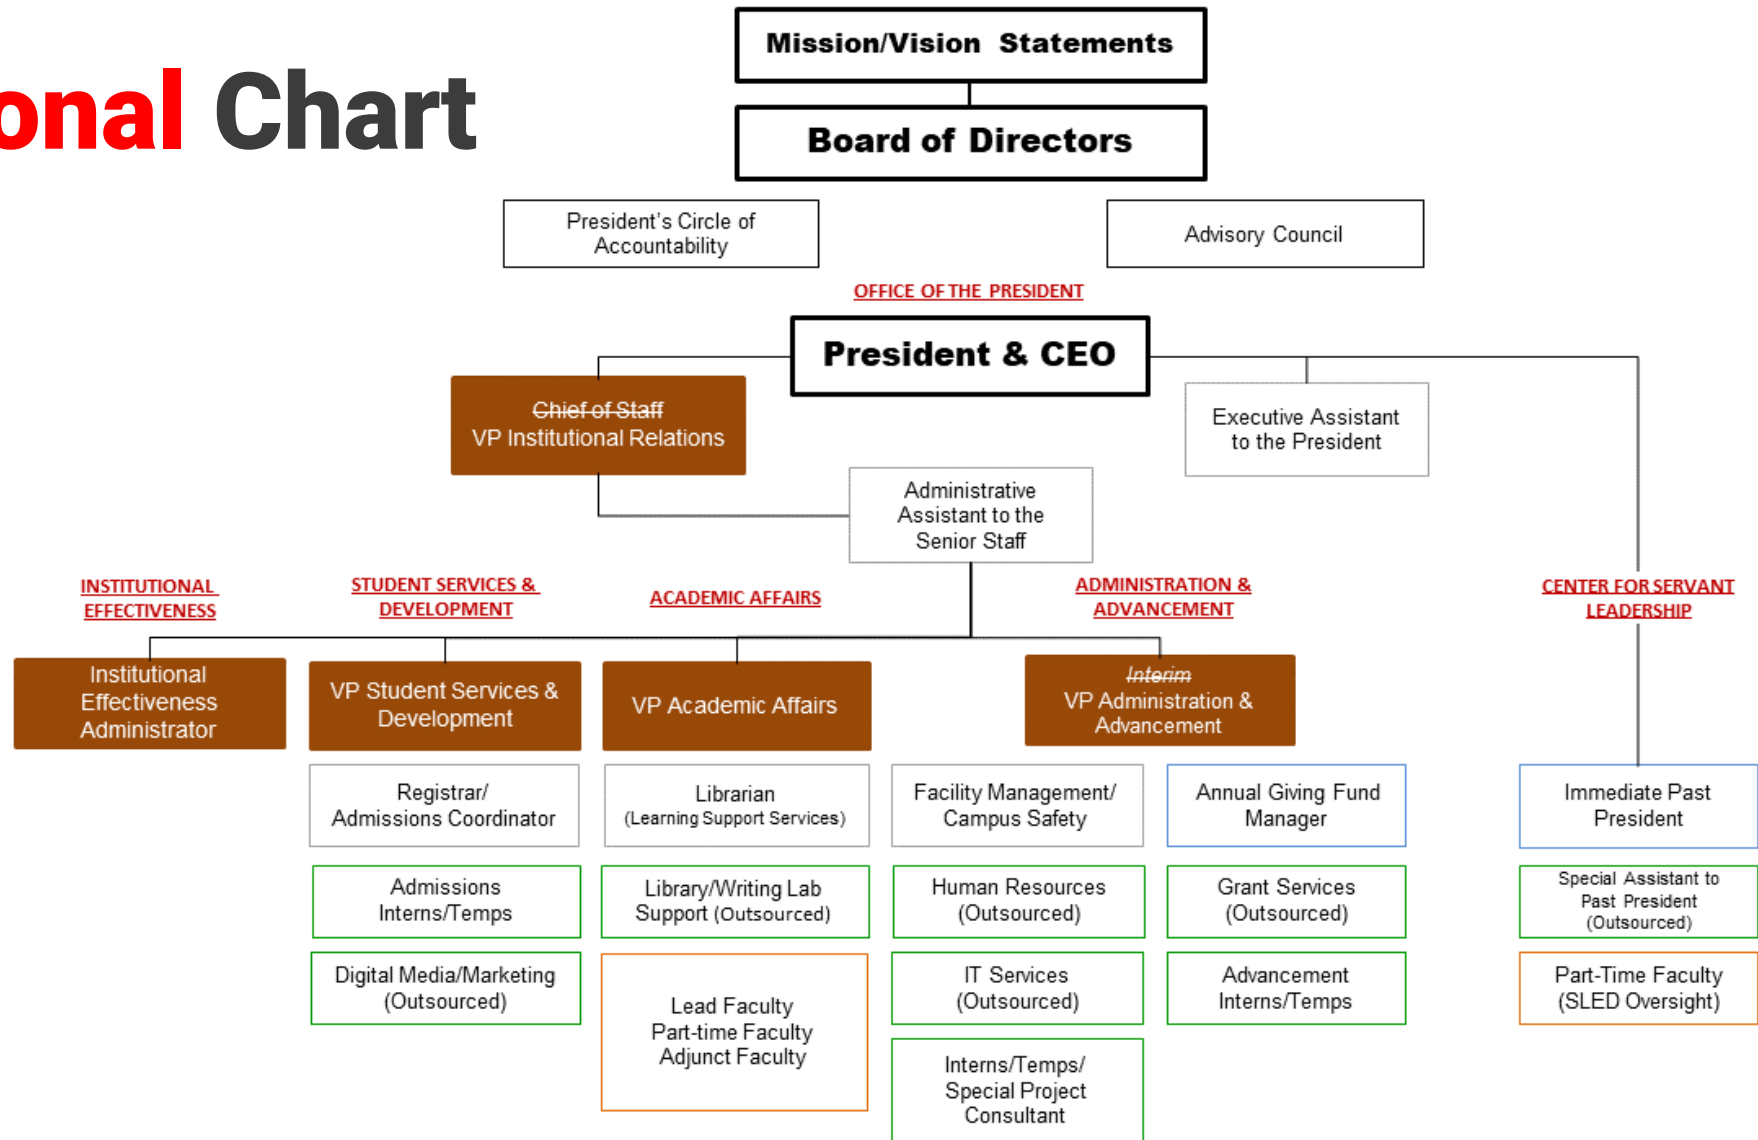 Mission/Vision Statements
onal Chart
Board of Directors
President's Circle of
Accountability
Advisory Council
OFFICE OF THE PRESIDENT
President & CEO
Chief of Staff
VP Institutional Relations
Executive Assistant
to the President
Administrative
Assistant to the
Senior Staff
INSTITUTIONAL
EFFECTIVENESS
STUDENT SERVICES &
DEVELOPMENT
ACADEMIC AFFAIRS
ADMINISTRATION &
ADVANCEMENT
CENTER FOR SERVANT
LEADERSHIP
Institutional
Effectiveness
Administrator
VP Student Services &
Development
VP Academic Affairs
Interim
VP Administration &
Advancement
Registrar/
Admissions Coordinator
Librarian
(Learning Support Services)
Facility Management/
Campus Safety
Annual Giving Fund
Manager
Immediate Past
President
Admissions
Interns/Temps
Library/Writing Lab
Support (Outsourced)
Human Resources
(Outsourced)
Grant Services
(Outsourced)
Special Assistant to
Past President
(Outsourced)
Digital Media/Marketing
(Outsourced)
Lead Faculty
Part-time Faculty
Adjunct Faculty
IT Services
(Outsourced)
Advancement
Interns/Temps
Part-Time Faculty
(SLED Oversight)
Interns/Temps/
Special Project
Consultant